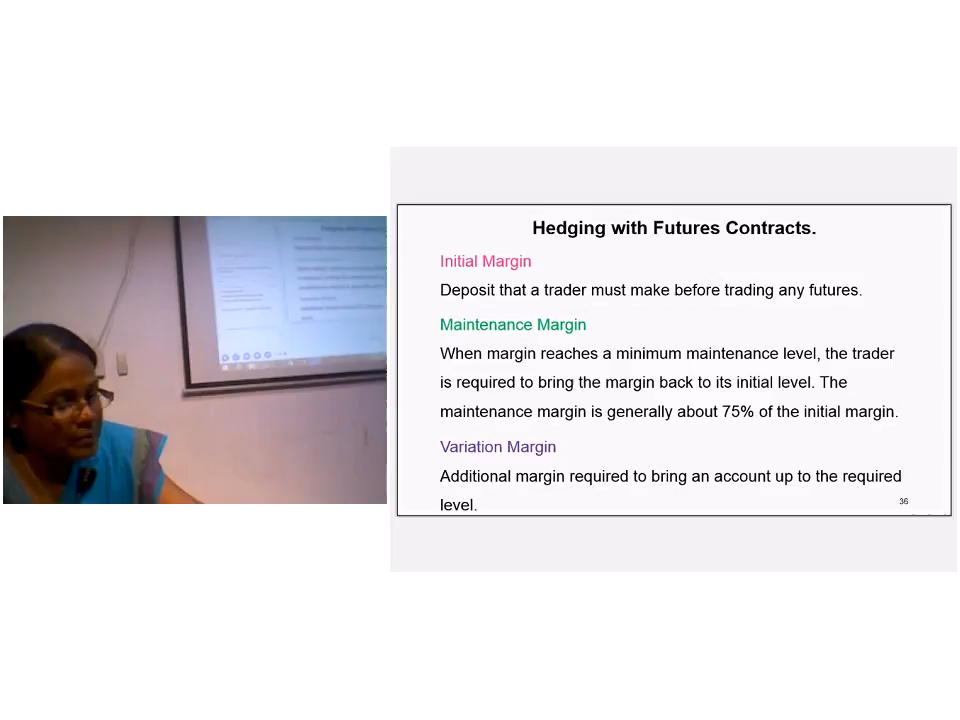 Hedging with Futures Contracts.
Initial Margin
Deposit that a trader must make before trading any futures.
Maintenance Margin
When margin reaches a minimum maintenance level, the trader
is required to bring the margin back to its initial level. The
maintenance margin is generally about 75% of the initial margin.
Variation Margin
Additional margin required to bring an account up to the required
level.
36